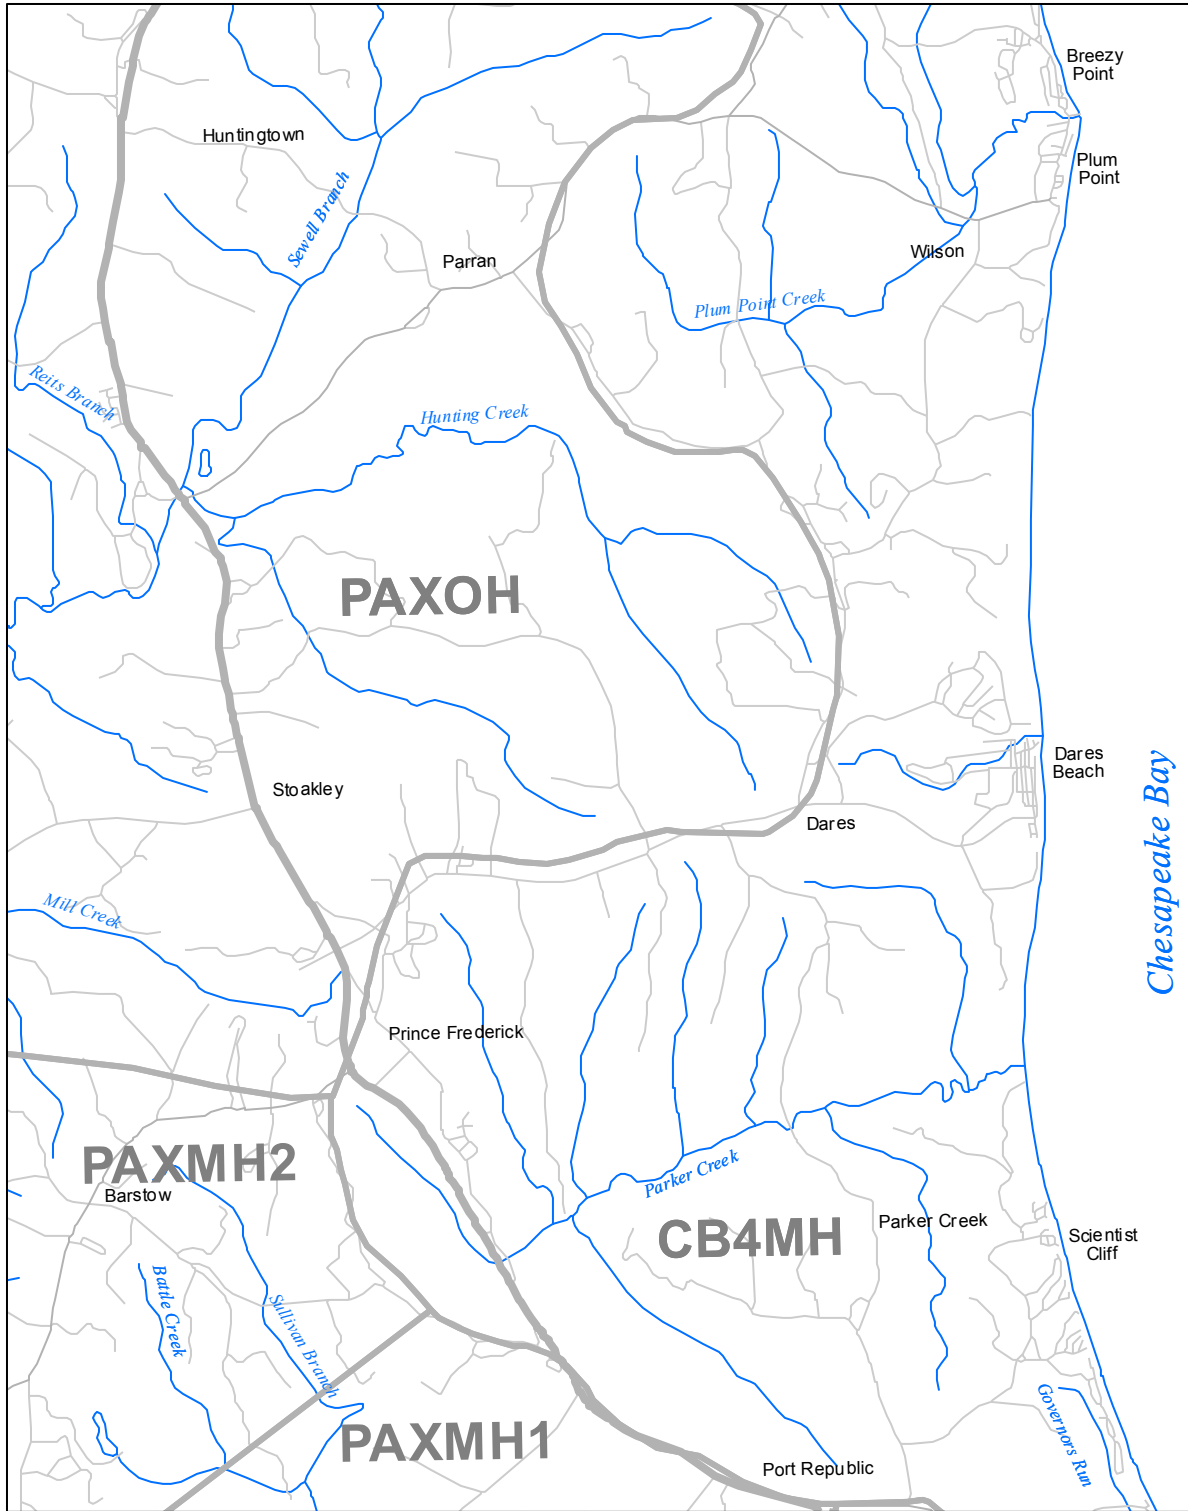 Breezy
Point
Huntingtown
Plum
Point
Sewell Branch
Parran
Wilson
Plum Point Creek
Reits Branch
Hunting Creek
PAXOH
Dares
Beach
Stoakley
Dares
Chesapeake Bay
Mill Creek
Prince Frederick
PAXMH2
Barstow
Parker Creek
CB4MH
Parker Creek
Scientist
Cliff
Battle Creek
Sullivan Branch
PAXMH1
Governors Run
Port Republic